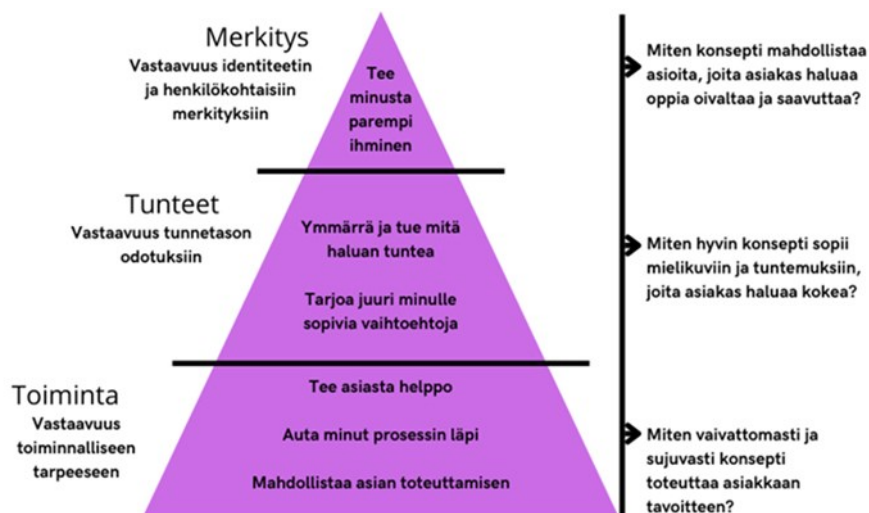 Merkitys
Vastaavuus identiteetin
ja henkilökohtaisiin
merkityksiin
Tee
minusta
parempi
ihminen
Miten konsepti mahdollistaa
asioita, joita asiakas haluaa
oppia oivaltaa ja saavuttaa?
Tunteet
Vastaavuus tunnetason
odotuksiin
Ymmärrä ja tue mitä
haluan tuntea
Tarjoa juuri minulle
sopivia vaihtoehtoja
Miten hyvin konsepti sopii
mielikuviin ja tuntemuksiin,
joita asiakas haluaa kokea?
Toiminta
Vastaavuus
toiminnalliseen
tarpeeseen
Tee asiasta helppo
Auta minut prosessin läpi
Mahdollistaa asian toteuttamisen
Miten vaivattomasti ja
sujuvasti konsepti
toteuttaa asiakkaan
tavoitteen?